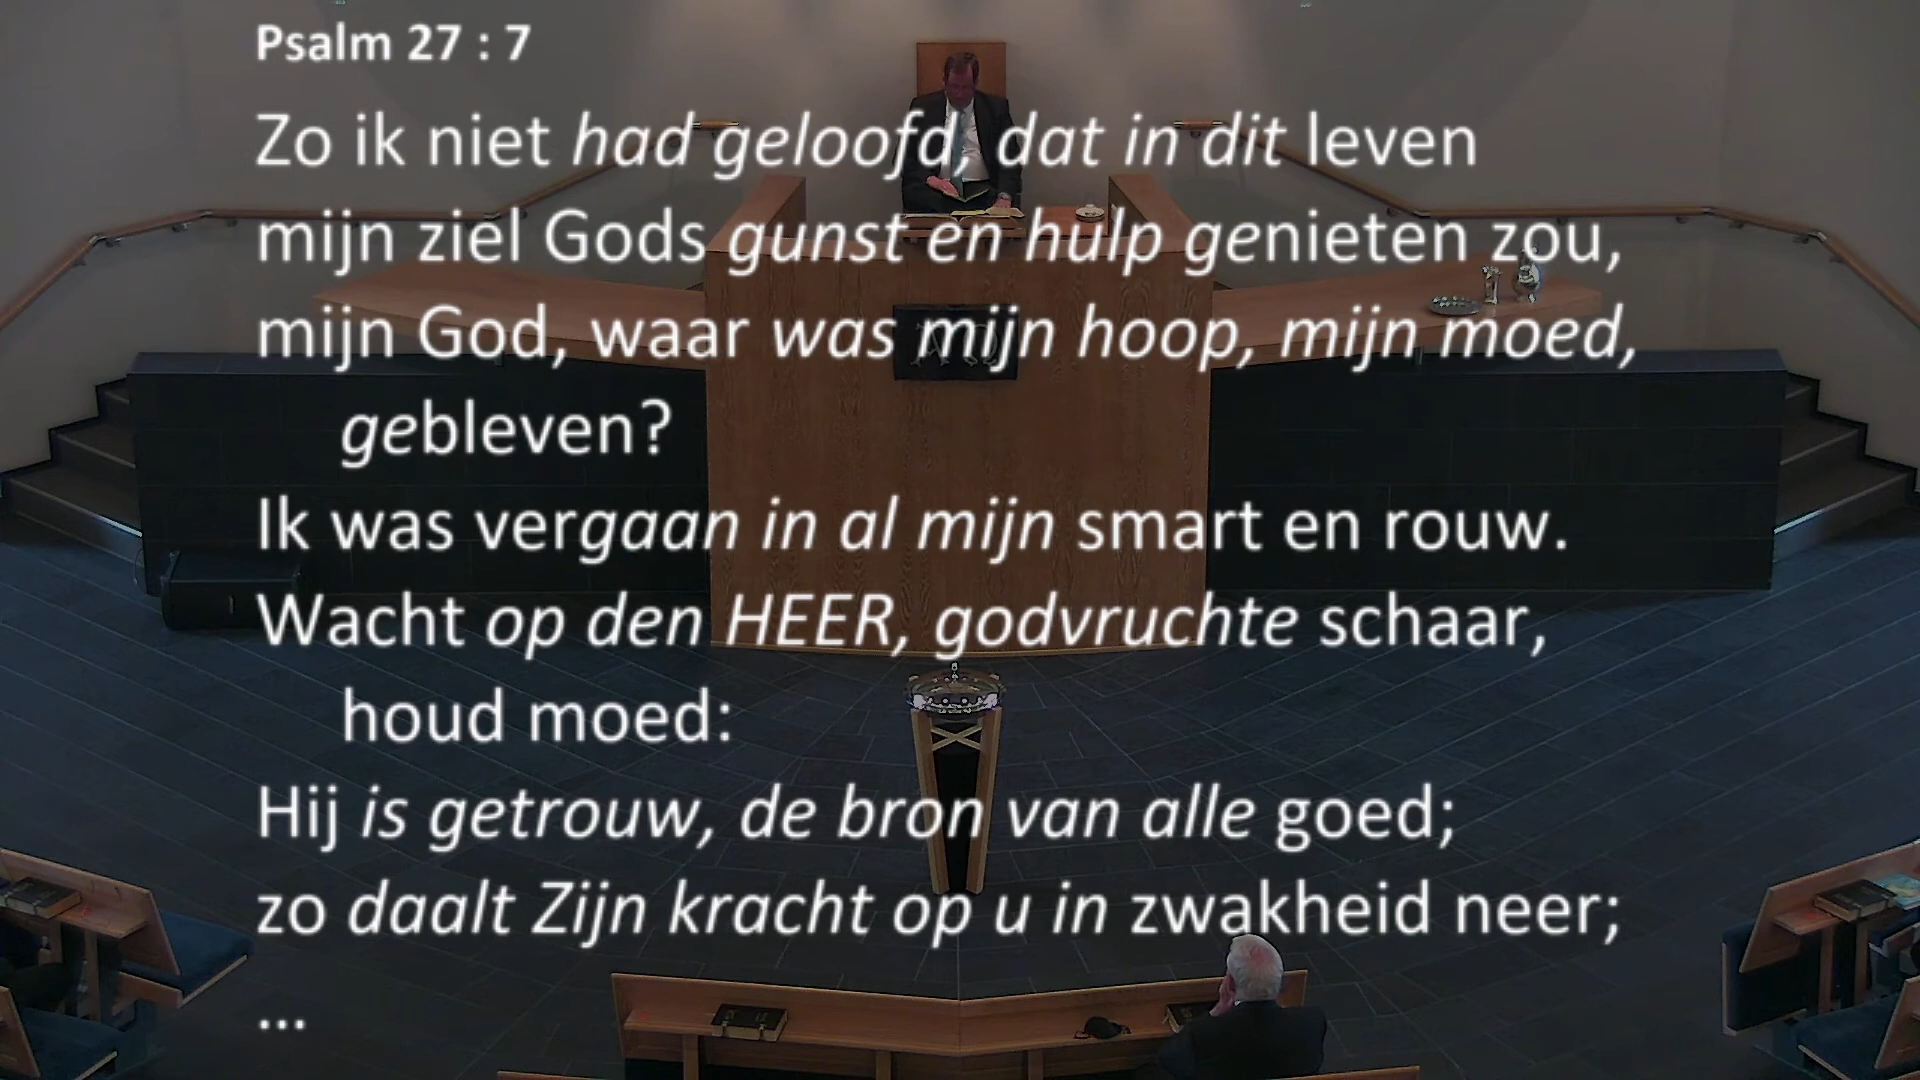 Psalm 27 : 7
Zo ik niet had geloofd, dat in dit leven
mijn ziel Gods gunst en hulp genieten zou,
mijn God, waar was mijn hoop, mijn moed,
gebleven?
Ik was vergaan in al mijn smart en rouw.
Wacht op den HEER, godvruchte schaar,
houd moed:
Hij is getrouw, de bron van alle goed;
zo daalt Zijn kracht op u in zwakheid neer;
...